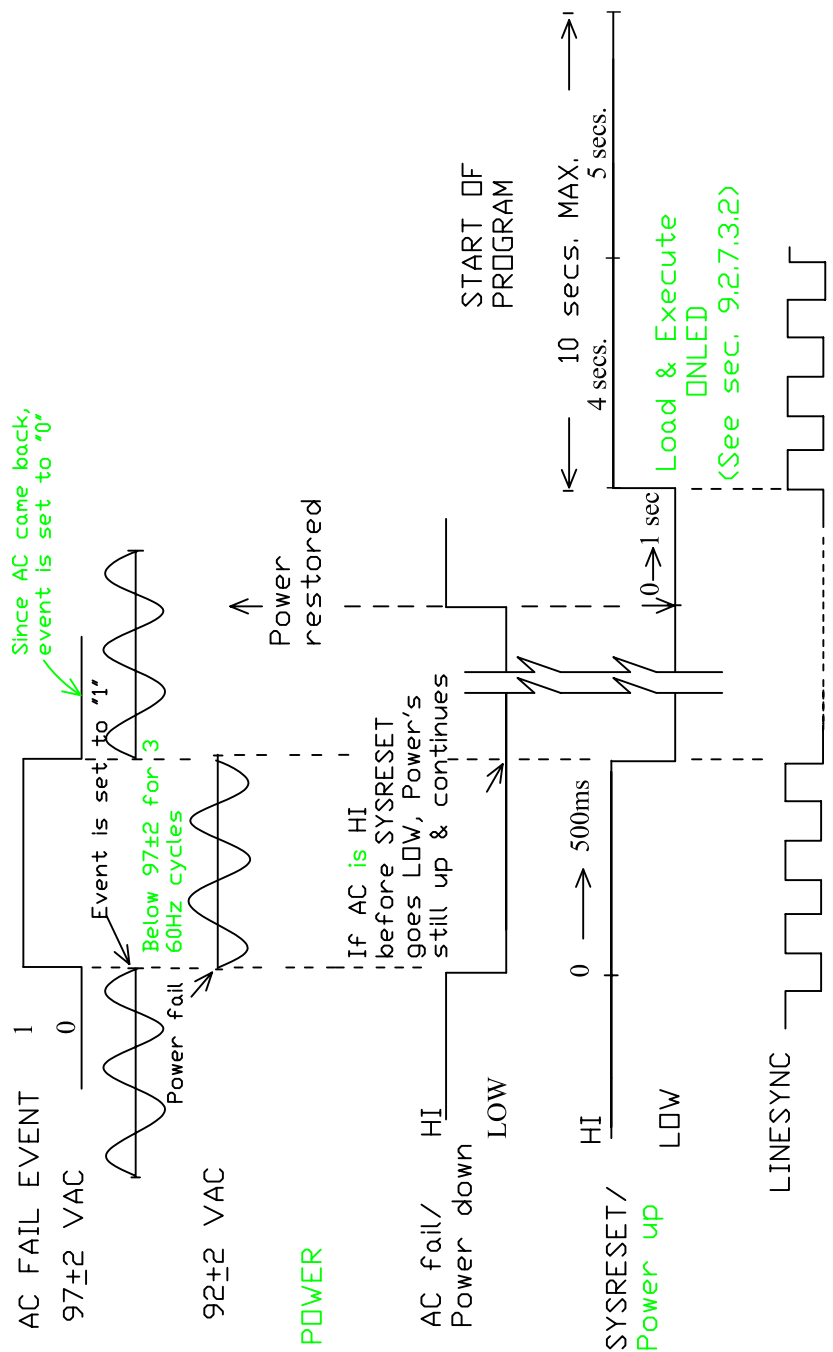 AC FAIL EVENT
1
0
Since AC came back,
event is set to "0"
97±2 VAC
Event is set to "1"
Below 97±2 for 3
60Hz cycles
Power fail
92±2 VAC
POWER
Power
restored
If AC is HI
before SYSRESET
goes LOW, Power's
still up & continues
AC fail/
Power down
HI
LOW
START OF
PROGRAM
10 secs. MAX.
SYSRESET/
Power up
HI
LOW
0
500ms
0
1 sec
4 secs.
5 secs.
Load & Execute
ONLED
(See sec. 9.2.7.3.2)
LINESYNC